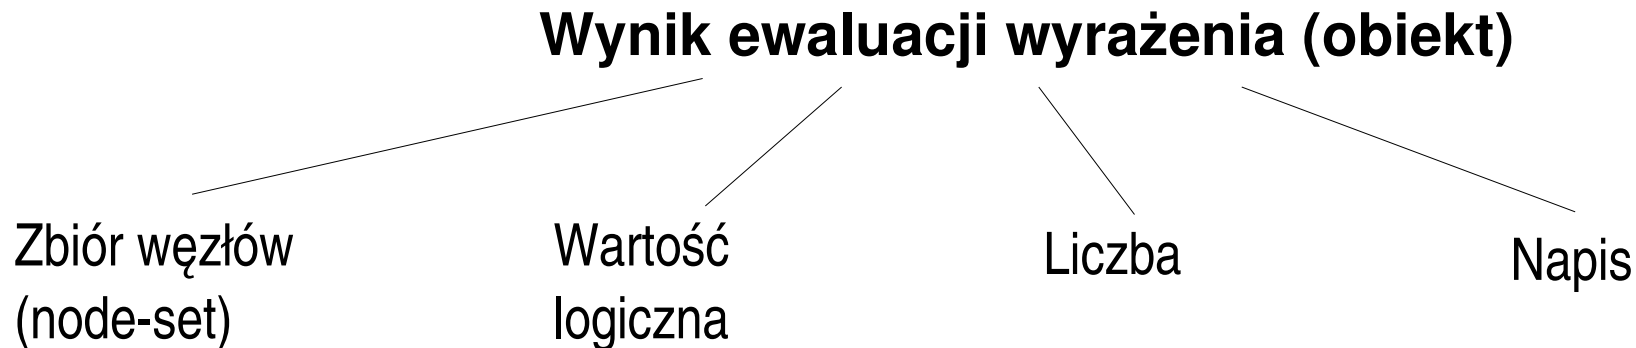 Wynik ewaluacji wyrażenia (obiekt)
Zbiór węzłów
(node-set)
Wartość
logiczna
Liczba
Napis